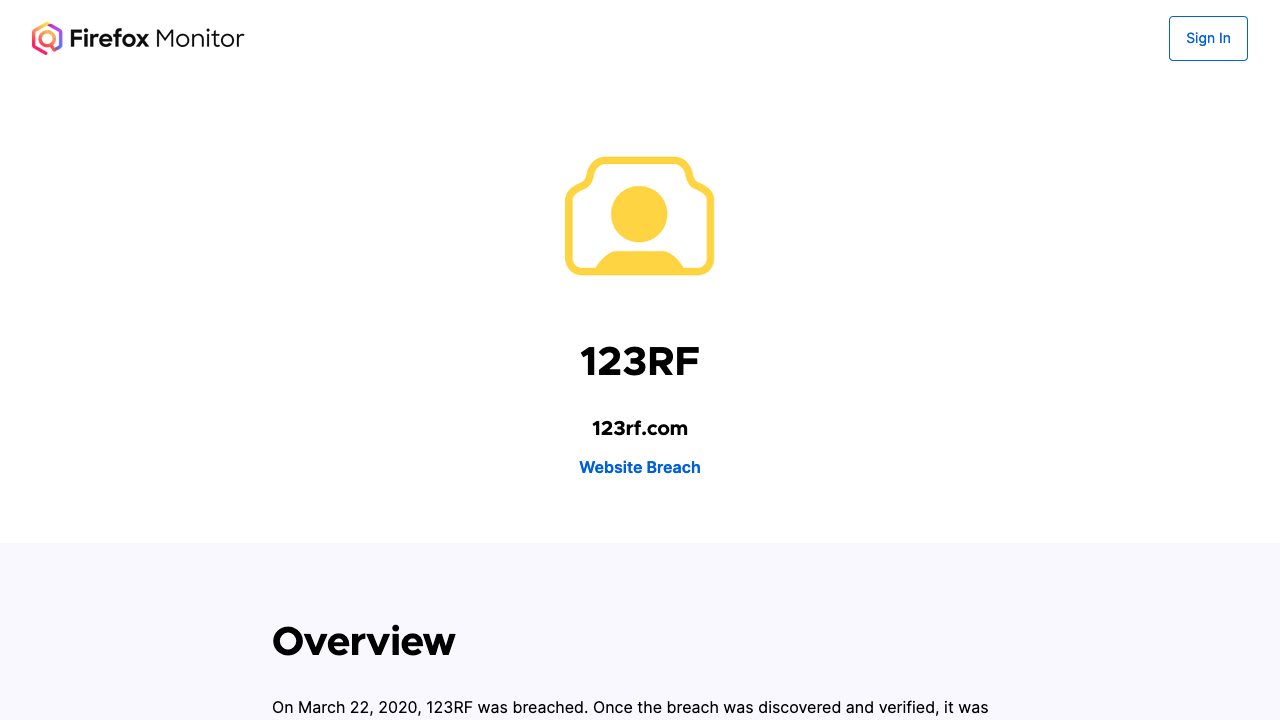 Firefox Monitor
Sign In
123RF
123rf.com
Website Breach
Overview
On March 22, 2020, 123RF was breached. Once the breach was discovered and verified, it was